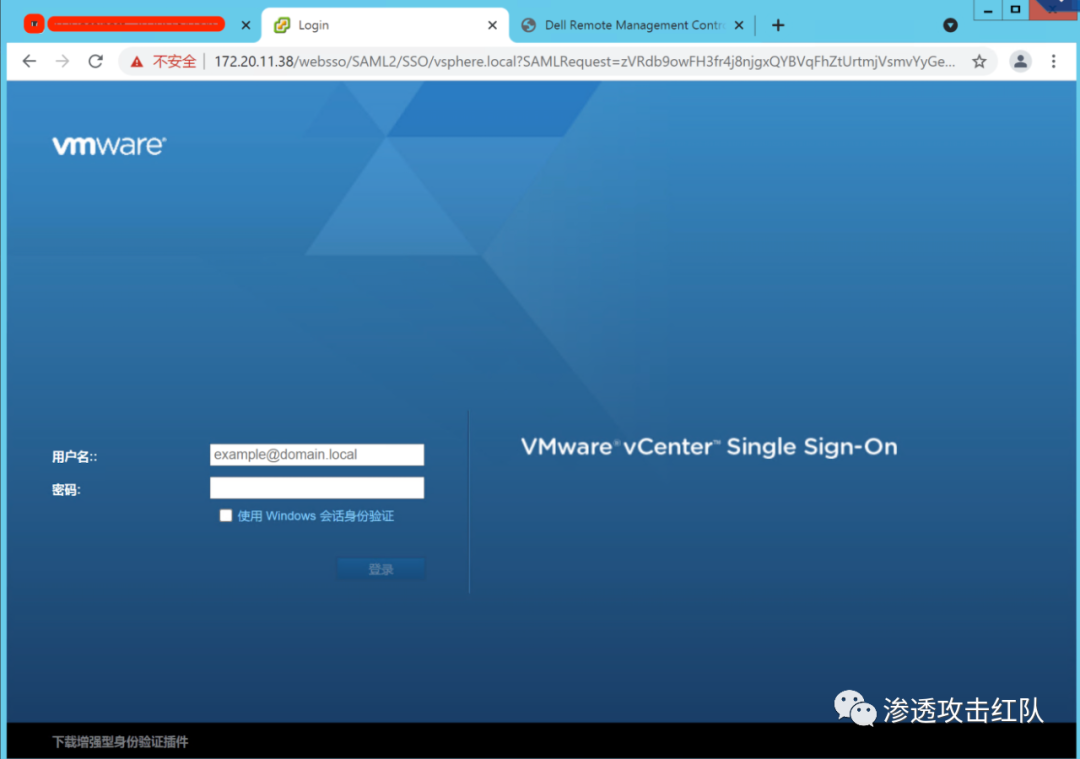 Login
Dell Remote Management Contr
不安全
172.20.11.38/websso/SAML2/SSO/vsphere.local?SAMLRequest=zVRdb9owFH3fr4j8njgxQYBVqFhZtUrtmjVsmvYyGe...
vmware®
用户名::
example@domain.local
VMware® vCenter™ Single Sign-On
密码:
使用 Windows 会话身份验证
登录
渗透攻击红队
下载增强型身份验证插件